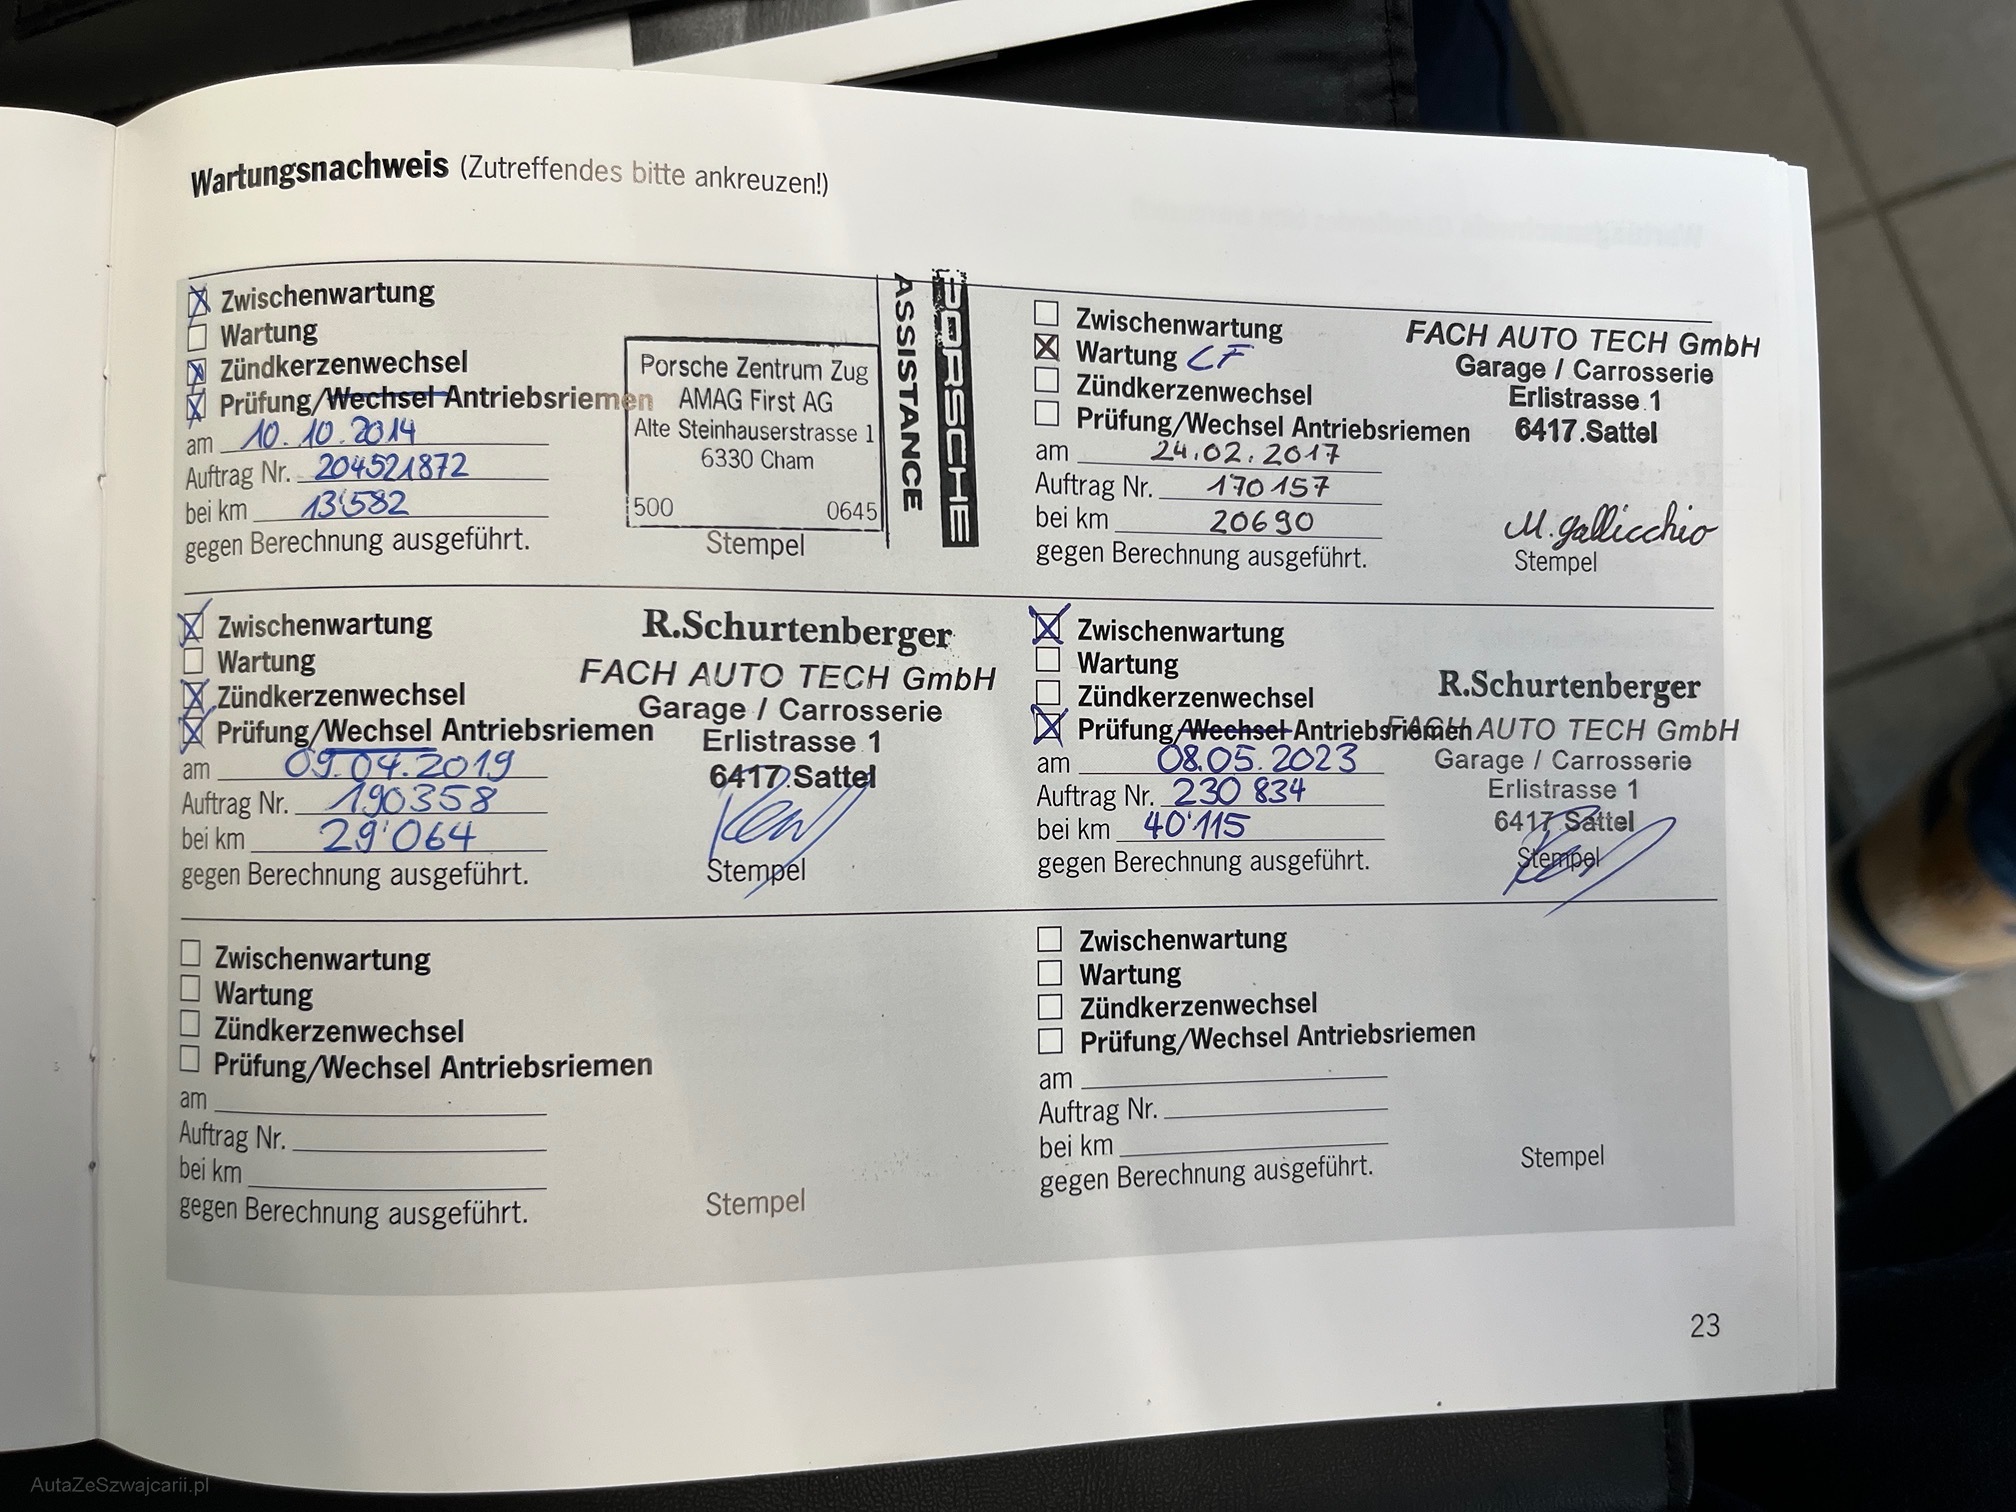 Wartungsnachweis (Zutreffendes bitte ankreuzen!)
Zwischenwartung
Wartung
Zündkerzenwechsel
Prüfung/Wechsel Antriebsriemen
am 10.10.2014
Auftrag Nr. 204521872
bei km 13'582
gegen Berechnung ausgeführt.
Porsche Zentrum Zug
AMAG First AG
Alte Steinhauserstrasse 1
6330 Cham
500 0645
Stempel
PORSCHE
ASSISTANCE
Zwischenwartung
Wartung CF
Zündkerzenwechsel
Prüfung/Wechsel Antriebsriemen
am 24.02.2017
Auftrag Nr. 170157
bei km 20690
gegen Berechnung ausgeführt.
FACH AUTO TECH GmbH
Garage / Carrosserie
Erlistrasse 1
6417 Sattel
M. Gallicchio
Stempel
Zwischenwartung
Wartung
Zündkerzenwechsel
Prüfung/Wechsel Antriebsriemen
am 09.04.2019
Auftrag Nr. 190358
bei km 29'064
gegen Berechnung ausgeführt.
R.Schurtenberger
FACH AUTO TECH GmbH
Garage / Carrosserie
Erlistrasse 1
6417 Sattel
Stempel
Zwischenwartung
Wartung
Zündkerzenwechsel
Prüfung/Wechsel Antriebsriemen
am 08.05.2023
Auftrag Nr. 230 834
bei km 40'115
gegen Berechnung ausgeführt.
R.Schurtenberger
FACH AUTO TECH GmbH
Garage / Carrosserie
Erlistrasse 1
6417 Sattel
Stempel
Zwischenwartung
Wartung
Zündkerzenwechsel
Prüfung/Wechsel Antriebsriemen
am
Auftrag Nr.
bei km
gegen Berechnung ausgeführt.
Stempel
Zwischenwartung
Wartung
Zündkerzenwechsel
Prüfung/Wechsel Antriebsriemen
am
Auftrag Nr.
bei km
gegen Berechnung ausgeführt.
Stempel
23
AutaZeSzwajcarii.pl